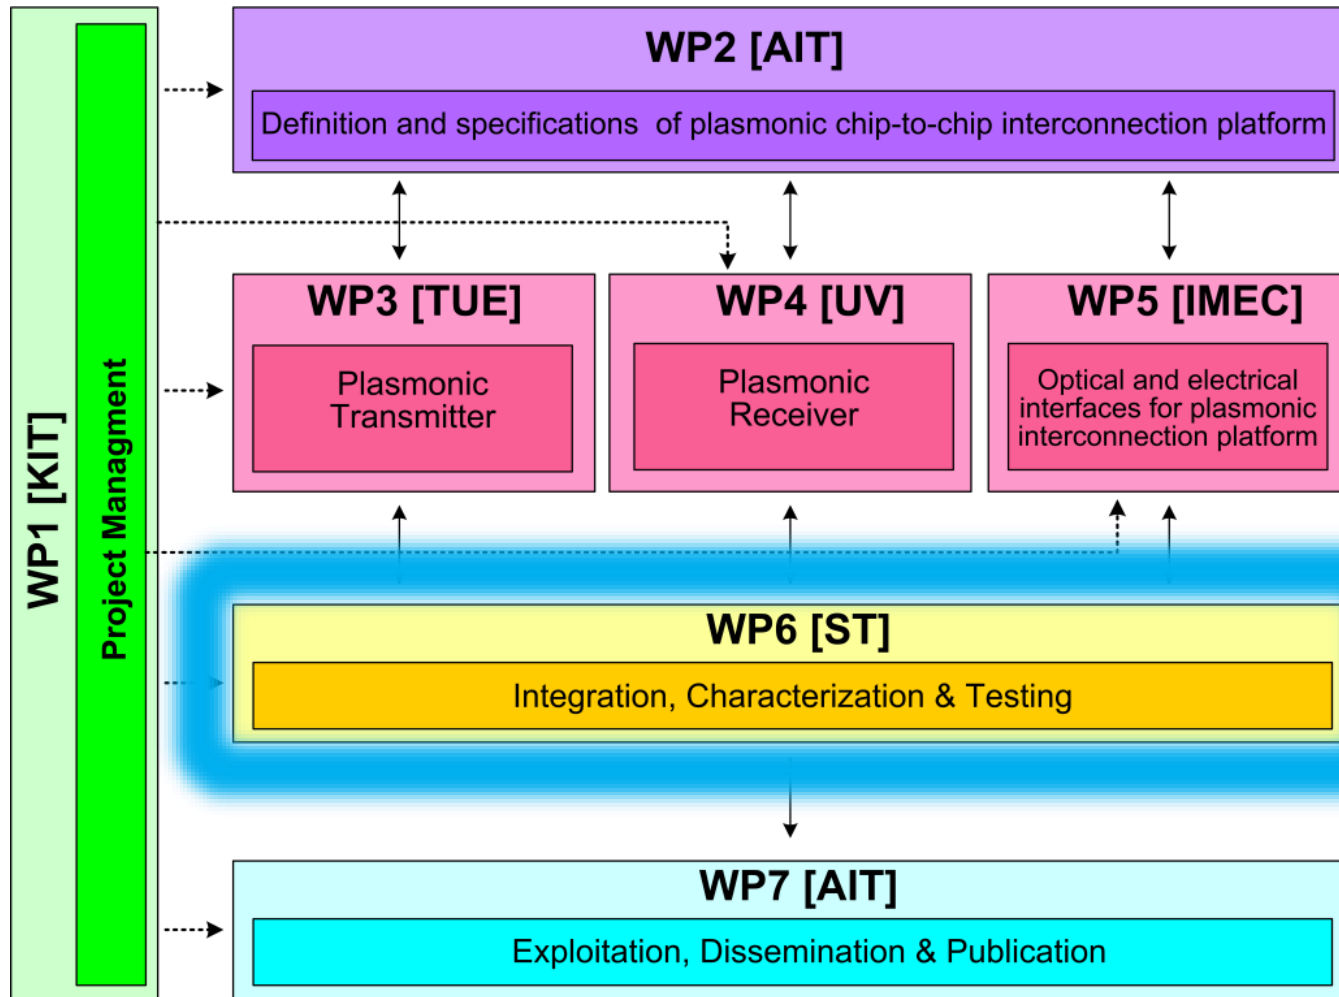 WP1 [KIT]
Project Managment
WP2 [AIT]
Definition and specifications of plasmonic chip-to-chip interconnection platform
WP3 [TUE]
Plasmonic
Transmitter
WP4 [UV]
Plasmonic
Receiver
WP5 [IMEC]
Optical and electrical
interfaces for plasmonic
interconnection platform
WP6 [ST]
Integration, Characterization & Testing
WP7 [AIT]
Exploitation, Dissemination & Publication